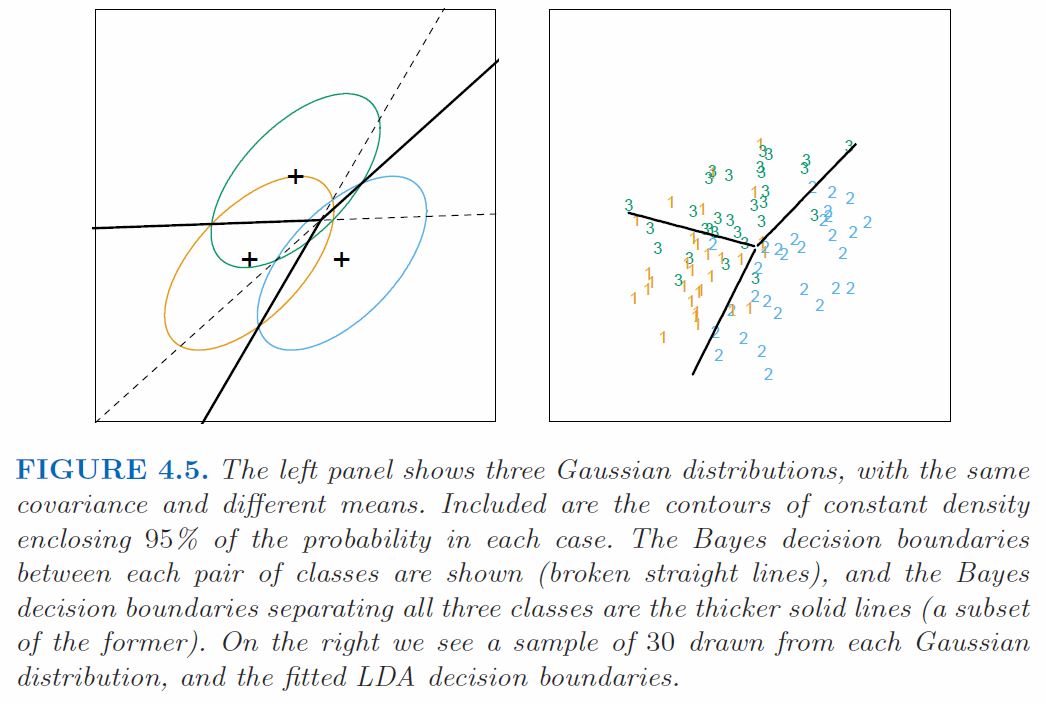 FIGURE 4.5. The left panel shows three Gaussian distributions, with the same
covariance and different means. Included are the contours of constant density
enclosing 95% of the probability in each case. The Bayes decision boundaries
between each pair of classes are shown (broken straight lines), and the Bayes
decision boundaries separating all three classes are the thicker solid lines (a subset
of the former). On the right we see a sample of 30 drawn from each Gaussian
distribution, and the fitted LDA decision boundaries.